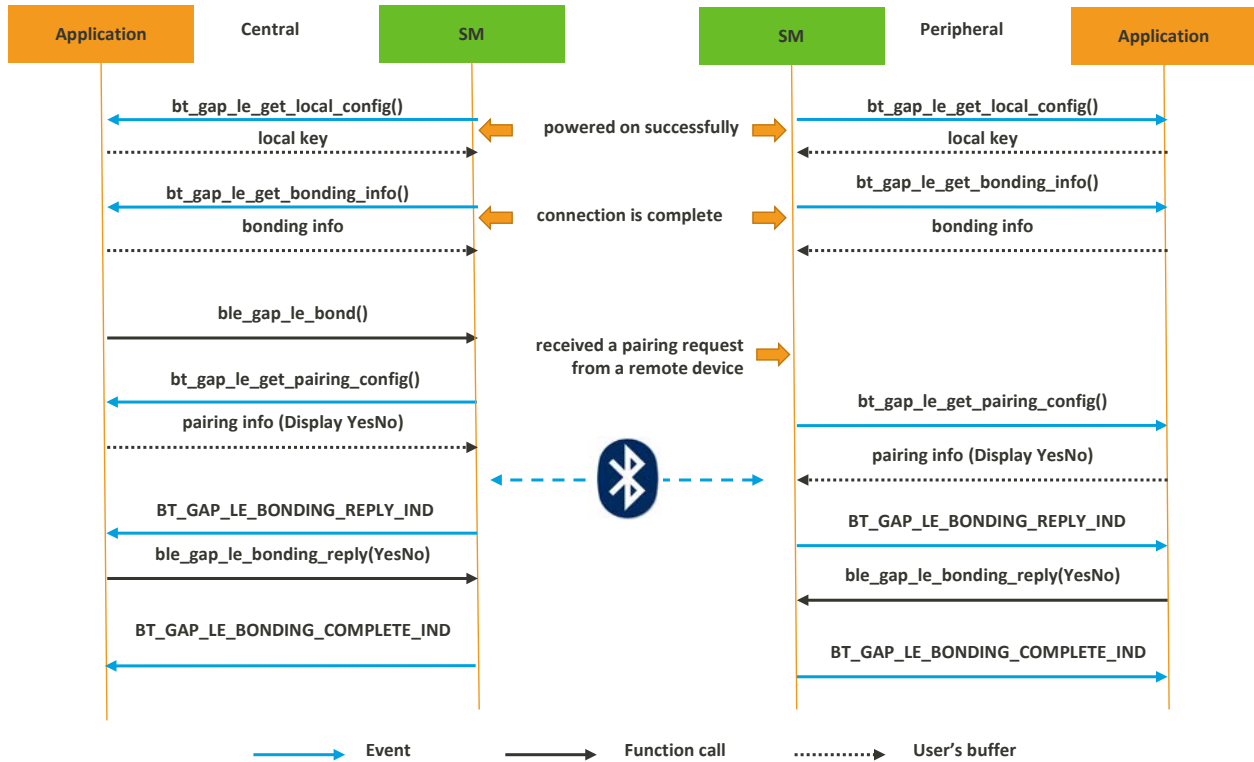 Application Central SM SM Peripheral Application
bt_gap_le_get_local_config() bt_gap_le_get_local_config()
powered on successfully
local key local key
bt_gap_le_get_bonding_info() bt_gap_le_get_bonding_info()
connection is complete
bonding info bonding info
ble_gap_le_bond()
received a pairing request
from a remote device
bt_gap_le_get_pairing_config()
bt_gap_le_get_pairing_config()
pairing info (Display YesNo)
pairing info (Display YesNo)
BT_GAP_LE_BONDING_REPLY_IND
BT_GAP_LE_BONDING_REPLY_IND
ble_gap_le_bonding_reply(YesNo)
ble_gap_le_bonding_reply(YesNo)
BT_GAP_LE_BONDING_COMPLETE_IND
BT_GAP_LE_BONDING_COMPLETE_IND
Event Function call User's buffer